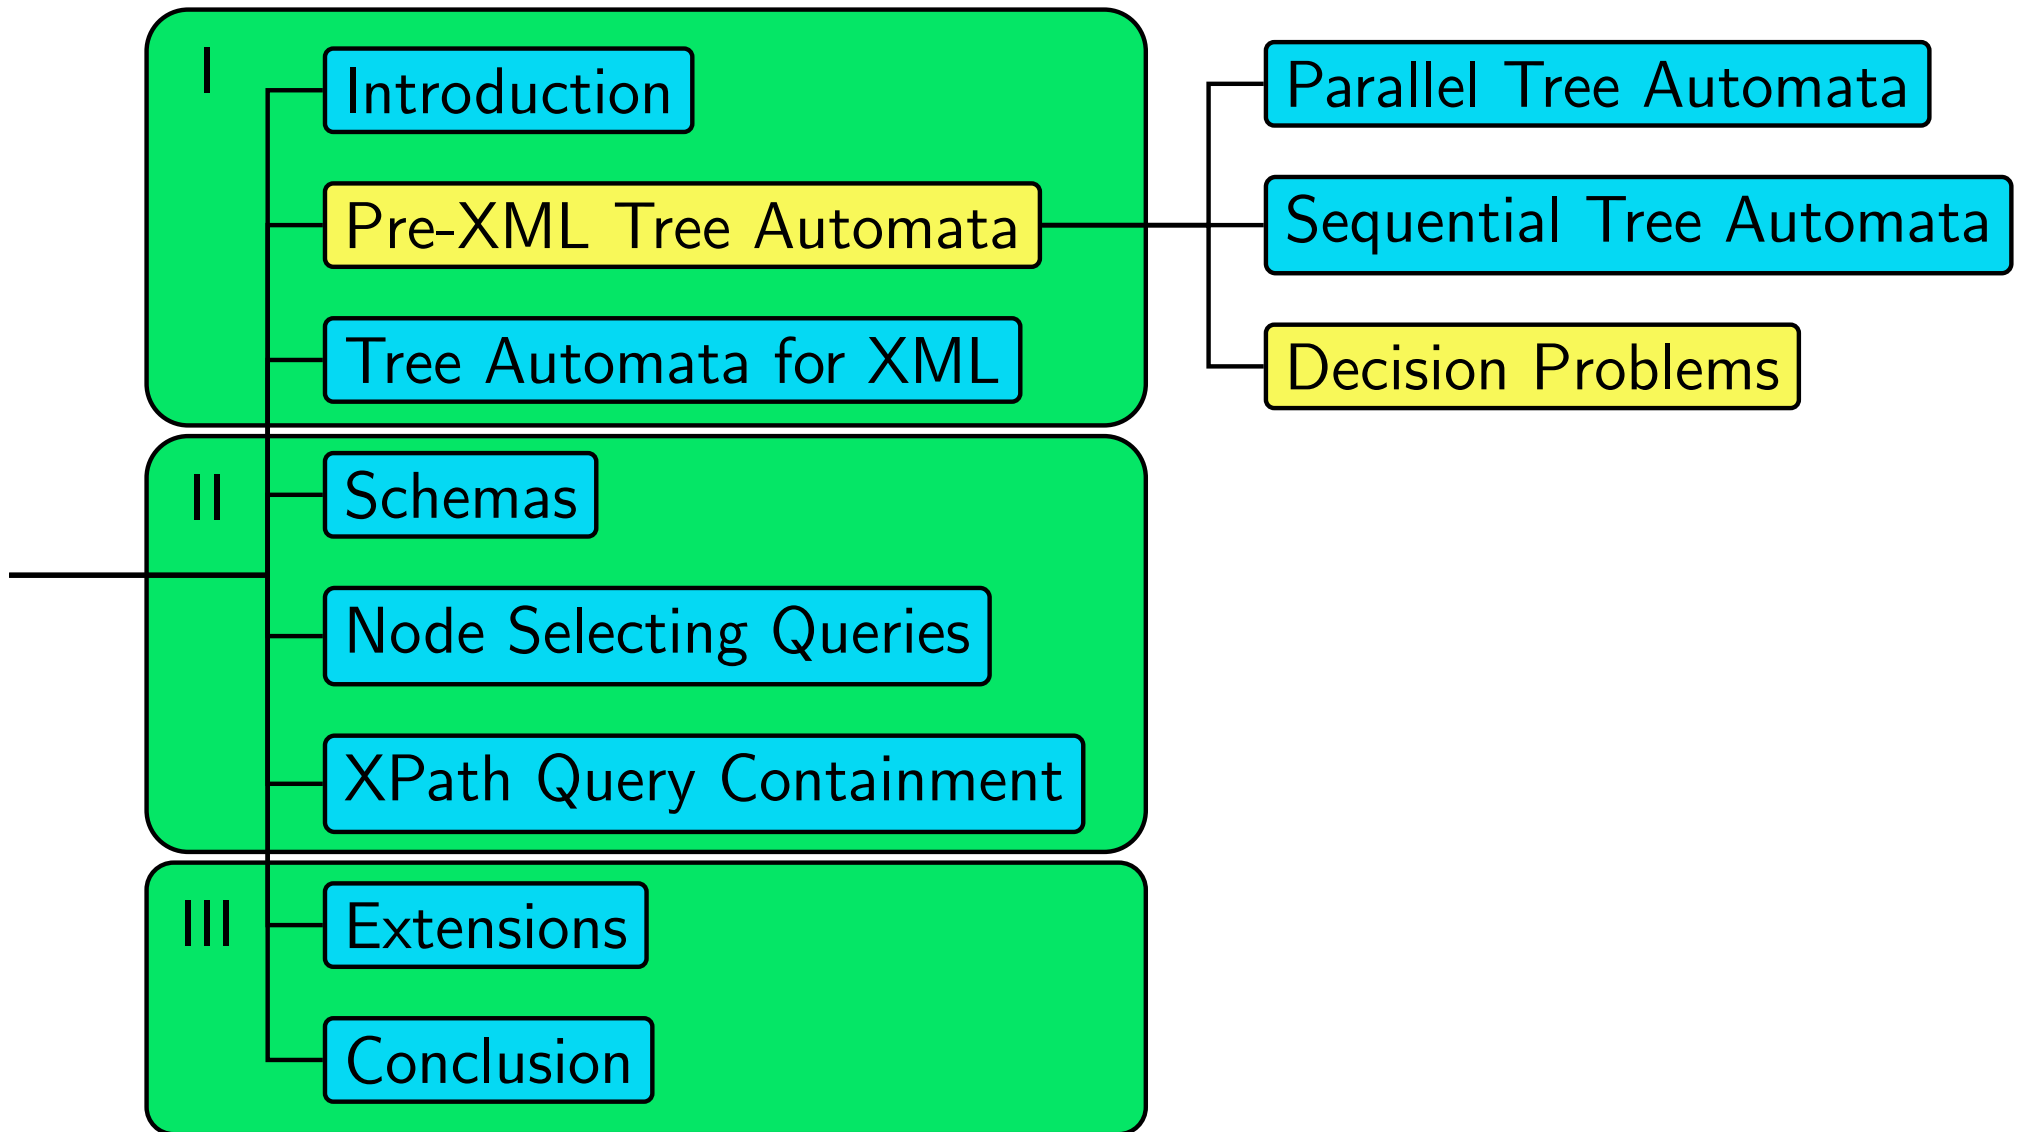 I
Introduction
Pre-XML Tree Automata
Tree Automata for XML
Parallel Tree Automata
Sequential Tree Automata
Decision Problems
II
Schemas
Node Selecting Queries
XPath Query Containment
III
Extensions
Conclusion